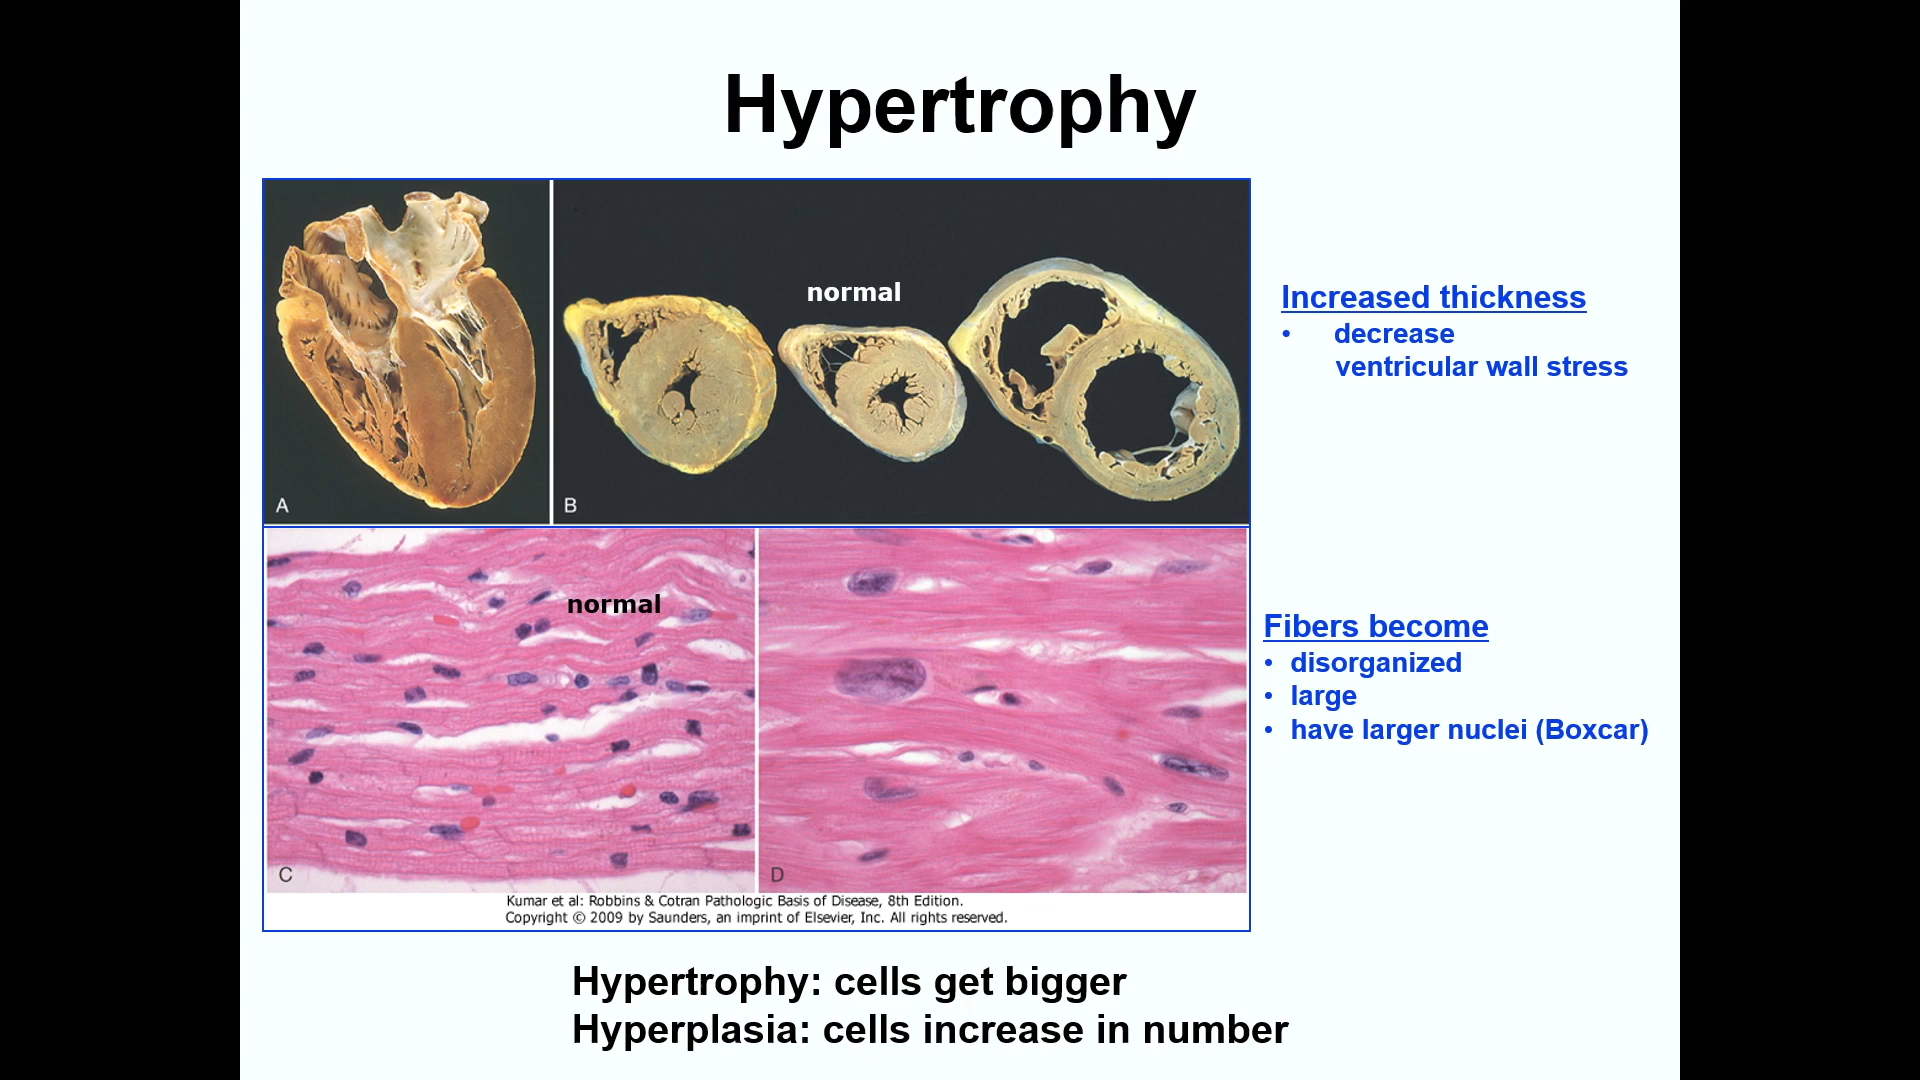 Hypertrophy
normal
A
B
Increased thickness
• decrease
ventricular wall stress
normal
C
D
Fibers become
• disorganized
• large
• have larger nuclei (Boxcar)
Kumar et al: Robbins & Cotran Pathologic Basis of Disease, 8th Edition.
Copyright © 2009 by Saunders, an imprint of Elsevier, Inc. All rights reserved.
Hypertrophy: cells get bigger
Hyperplasia: cells increase in number